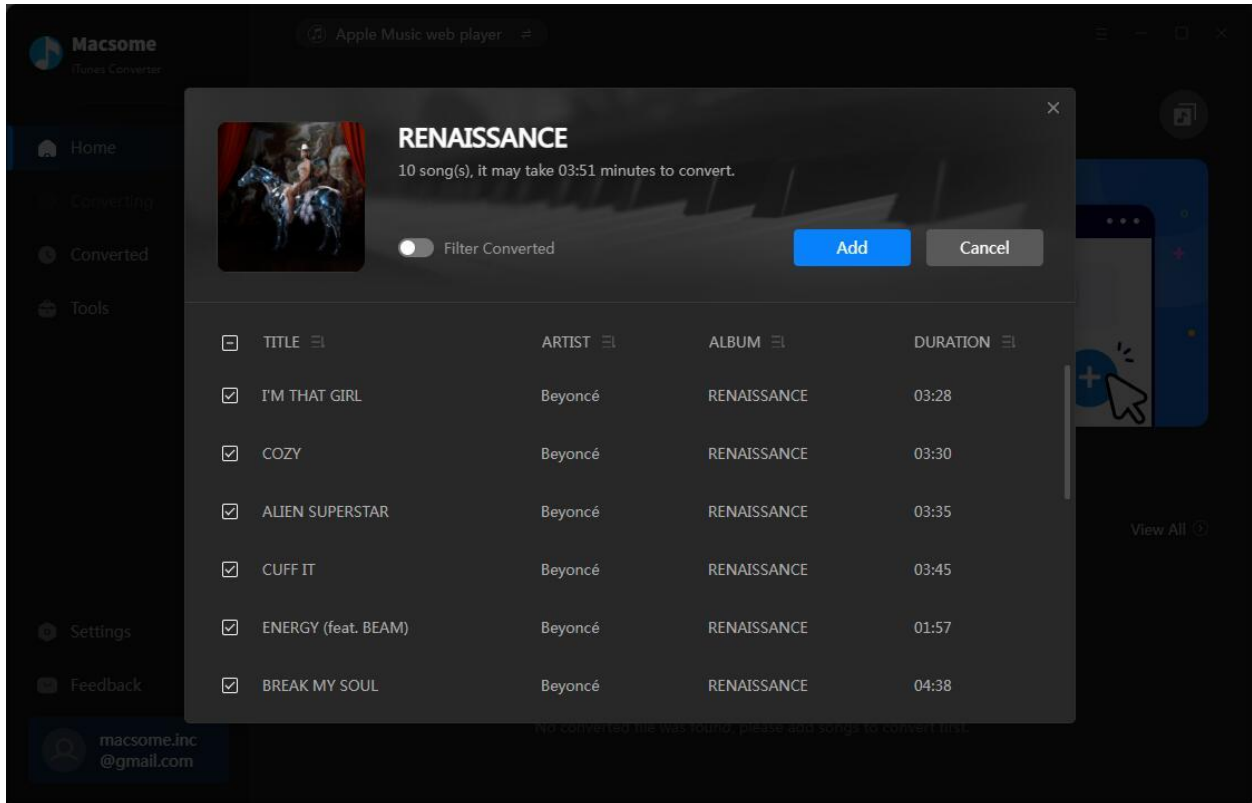 Macsome
iTunes Converter
Apple Music web player
Home
Converting
Converted
Tools
Settings
Feedback
macsome.inc
@gmail.com
RENAISSANCE
10 song(s), it may take 03:51 minutes to convert.
Filter Converted
Add
Cancel
TITLE ARTIST ALBUM DURATION
I'M THAT GIRL Beyoncé RENAISSANCE 03:28
COZY Beyoncé RENAISSANCE 03:30
ALIEN SUPERSTAR Beyoncé RENAISSANCE 03:35
CUFF IT Beyoncé RENAISSANCE 03:45
ENERGY (feat. BEAM) Beyoncé RENAISSANCE 01:57
BREAK MY SOUL Beyoncé RENAISSANCE 04:38
View All
No converted file was found, please add songs to convert first.